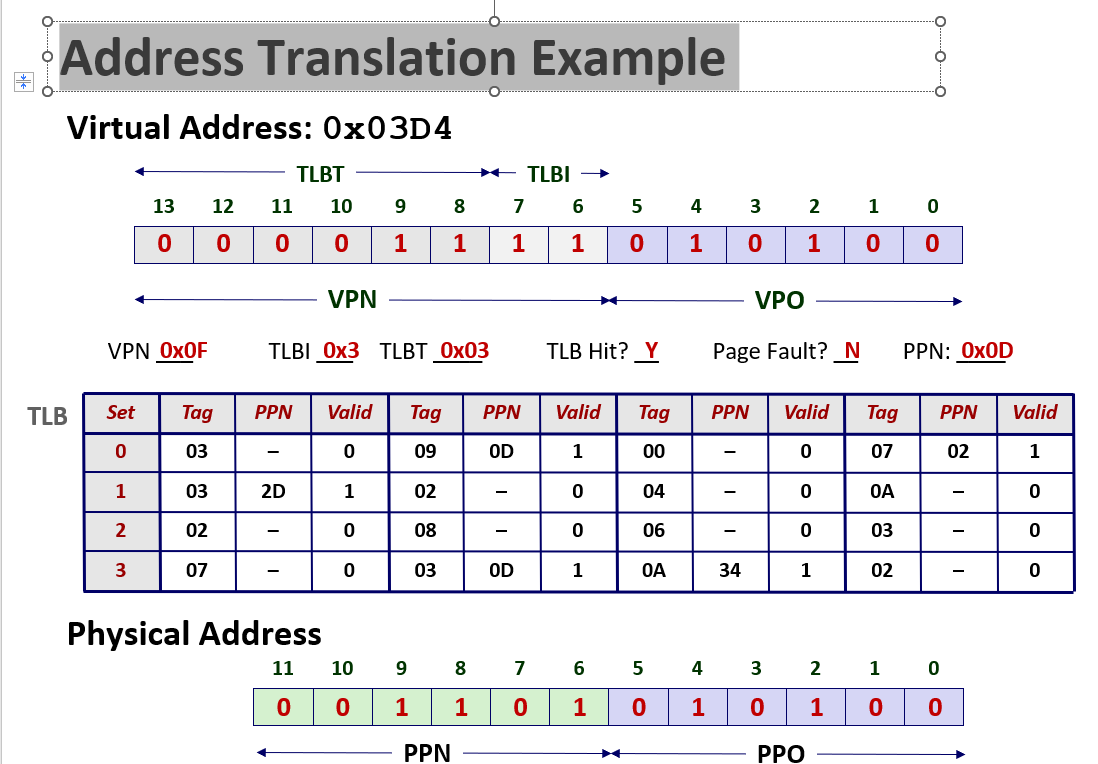 Address Translation Example
Virtual Address: 0x03D4
TLBT TLBI
13 12 11 10 9 8 7 6 5 4 3 2 1 0
0 0 0 0 1 1 1 1 0 1 0 1 0 0
VPN VPO
VPN 0x0F TLBI 0x3 TLBT 0x03 TLB Hit? Y Page Fault? N PPN: 0x0D
TLB Set Tag PPN Valid Tag PPN Valid Tag PPN Valid Tag PPN Valid
0 03 – 0 09 0D 1 00 – 0 07 02 1
1 03 2D 1 02 – 0 04 – 0 0A – 0
2 02 – 0 08 – 0 06 – 0 03 – 0
3 07 – 0 03 0D 1 0A 34 1 02 – 0
Physical Address
11 10 9 8 7 6 5 4 3 2 1 0
0 0 1 1 0 1 0 1 0 1 0 0
PPN PPO